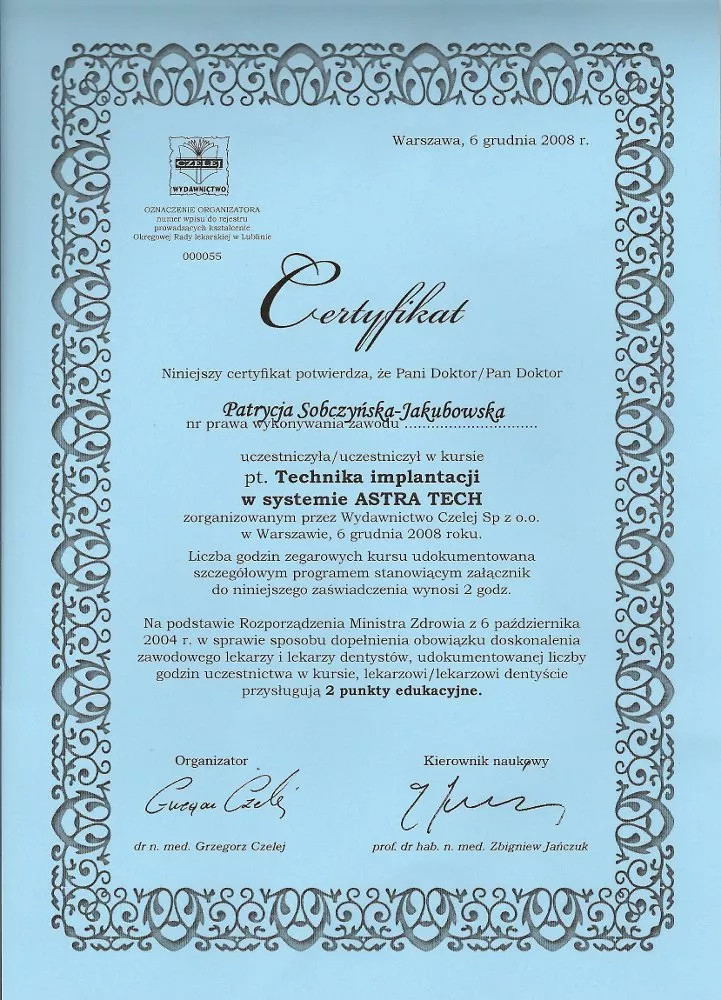 Warszawa, 6 grudnia 2008 r.
CZELEJ
WYDAWNICTWO
OZNACZENIE ORGANIZATORA
numer wpisu do rejestru
prowadzących kształcenie
Okręgowej Rady lekarskiej w Lublinie
000055
Certyfikat
Niniejszy certyfikat potwierdza, że Pani Doktor/Pan Doktor
Patrycja Sobczyńska-Jakubowska
nr prawa wykonywania zawodu ..............................
uczestniczyła/uczestniczył w kursie
pt. Technika implantacji
w systemie ASTRA TECH
zorganizowanym przez Wydawnictwo Czelej Sp z o.o.
w Warszawie, 6 grudnia 2008 roku.
Liczba godzin zegarowych kursu udokumentowana
szczegółowym programem stanowiącym załącznik
do niniejszego zaświadczenia wynosi 2 godz.
Na podstawie Rozporządzenia Ministra Zdrowia z 6 października
2004 r. w sprawie sposobu dopełnienia obowiązku doskonalenia
zawodowego lekarzy i lekarzy dentystów, udokumentowanej liczby
godzin uczestnictwa w kursie, lekarzowi/lekarzowi dentyście
przysługują 2 punkty edukacyjne.
Organizator
Kierownik naukowy
Grzegorz Czelej
dr n. med. Grzegorz Czelej
prof. dr hab. n. med. Zbigniew Jańczuk